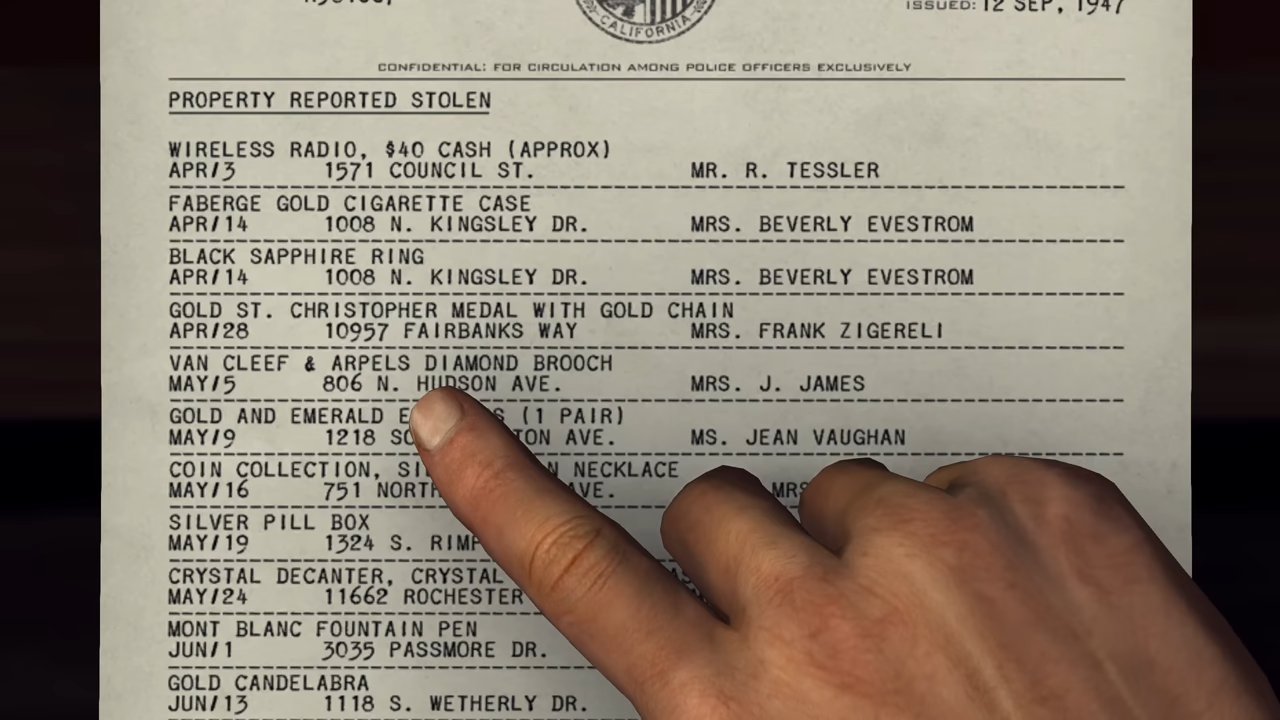 CALIFORNIA
ISSUED: 12 SEP, 1947
CONFIDENTIAL: FOR CIRCULATION AMONG POLICE OFFICERS EXCLUSIVELY
PROPERTY REPORTED STOLEN
WIRELESS RADIO, $40 CASH (APPROX)
APR/3 1571 COUNCIL ST. MR. R. TESSLER
FABERGE GOLD CIGARETTE CASE
APR/14 1008 N. KINGSLEY DR. MRS. BEVERLY EVESTROM
BLACK SAPPHIRE RING
APR/14 1008 N. KINGSLEY DR. MRS. BEVERLY EVESTROM
GOLD ST. CHRISTOPHER MEDAL WITH GOLD CHAIN
APR/28 10957 FAIRBANKS WAY MRS. FRANK ZIGERELI
VAN CLEEF & ARPELS DIAMOND BROOCH
MAY/5 806 N. HUDSON AVE. MRS. J. JAMES
GOLD AND EMERALD (1 PAIR)
MAY/9 1218 AVE. MS. JEAN VAUGHAN
COIN COLLECTION, NECKLACE
MAY/16 751 NORTH AVE. MRS
SILVER PILL BOX
MAY/19 1324 S.
CRYSTAL DECANTER, CRYSTAL
MAY/24 11662 ROCHESTER
MONT BLANC FOUNTAIN PEN
JUN/1 3035 PASSMORE DR.
GOLD CANDELABRA
JUN/13 1118 S. WETHERLY DR.